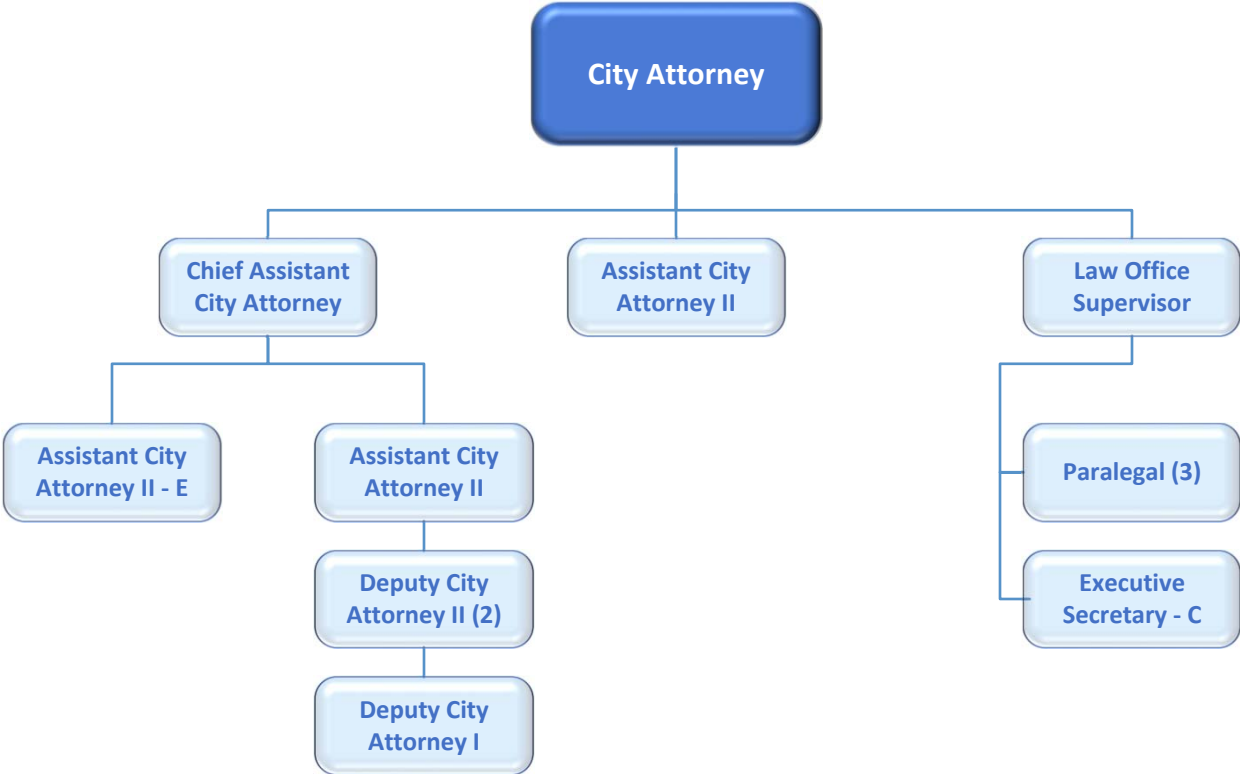 City Attorney
Chief Assistant
City Attorney
Assistant City
Attorney II
Law Office
Supervisor
Assistant City
Attorney II - E
Assistant City
Attorney II
Paralegal (3)
Deputy City
Attorney II (2)
Executive
Secretary - C
Deputy City
Attorney I